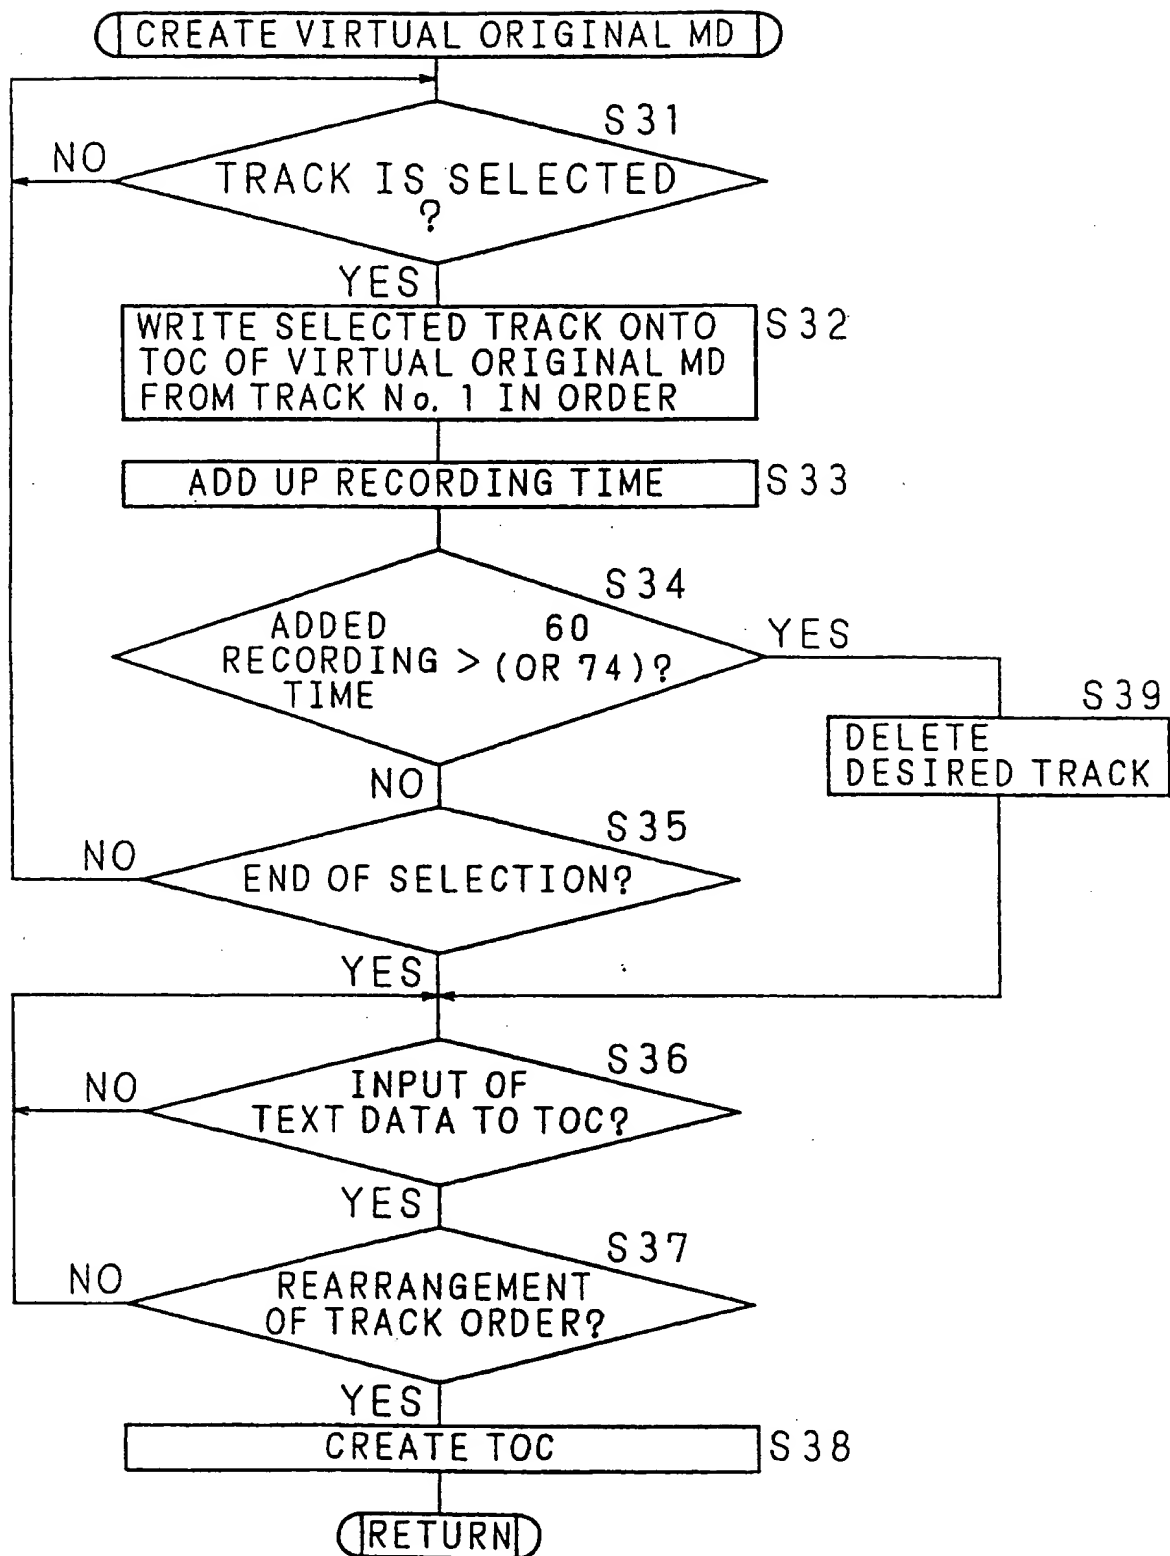 CREATE VIRTUAL ORIGINAL MD
S31
NO
TRACK IS SELECTED
?
YES
WRITE SELECTED TRACK ONTO
TOC OF VIRTUAL ORIGINAL MD
FROM TRACK No. 1 IN ORDER
S32
ADD UP RECORDING TIME
S33
S34
ADDED
RECORDING
TIME
>
60
(OR 74)?
YES
S39
DELETE
DESIRED TRACK
NO
S35
NO
END OF SELECTION?
YES
S36
NO
INPUT OF
TEXT DATA TO TOC?
YES
S37
NO
REARRANGEMENT
OF TRACK ORDER?
YES
CREATE TOC
S38
RETURN